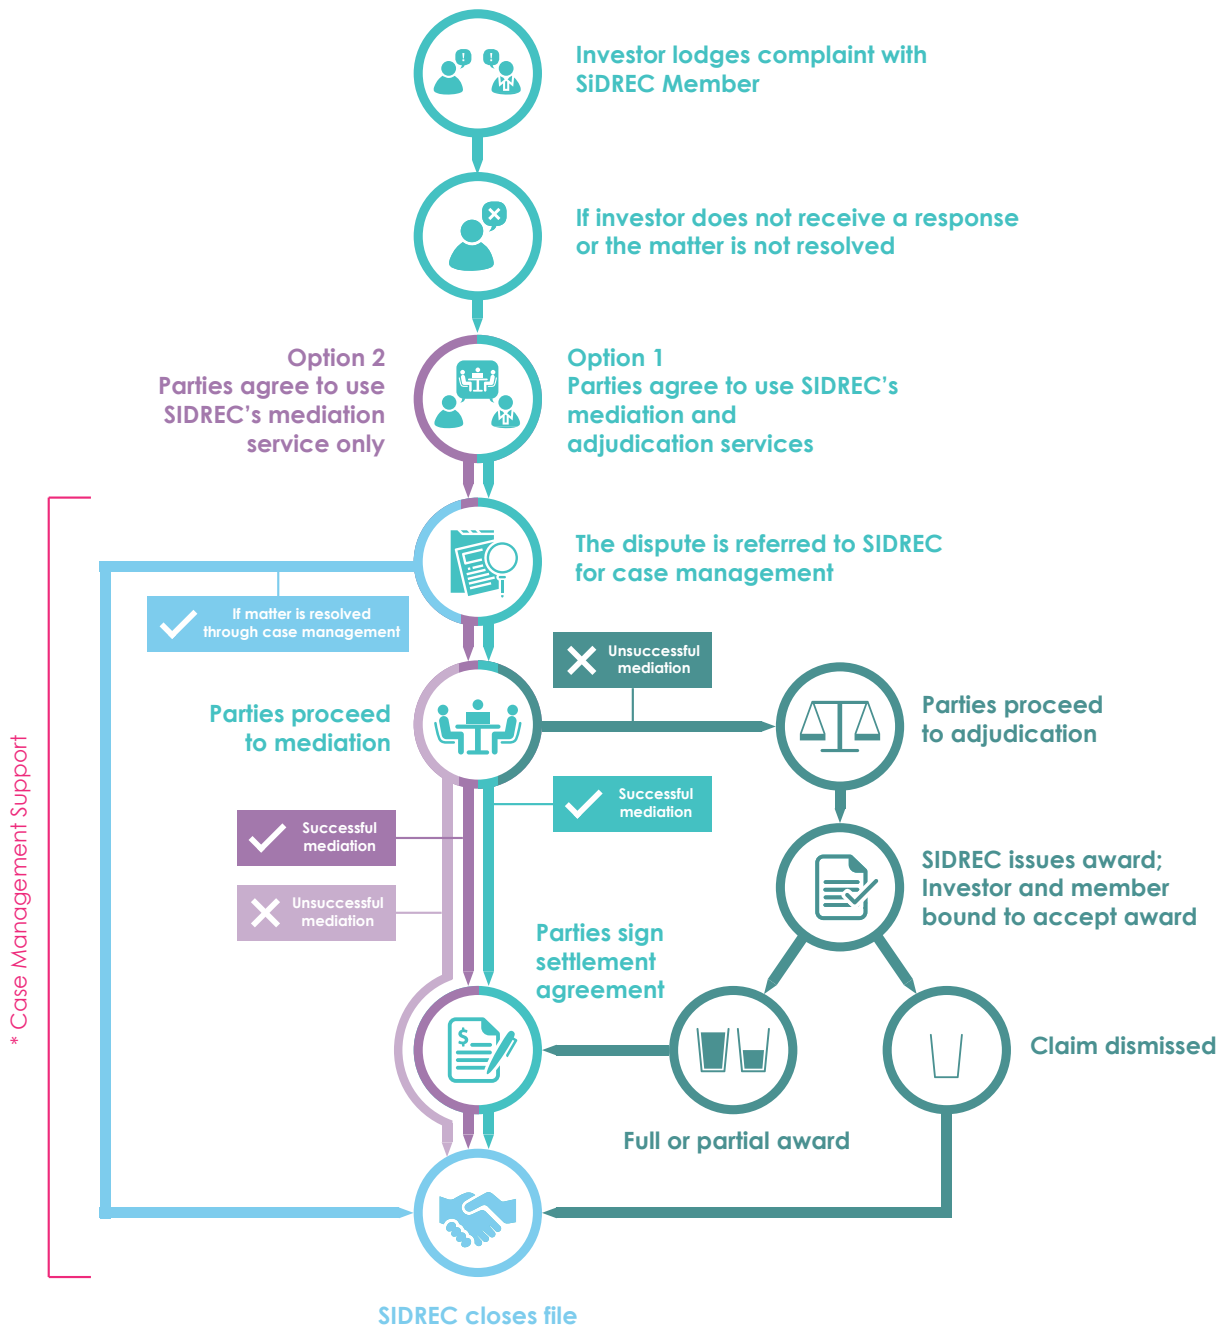 Investor lodges complaint with
SiDREC Member
If investor does not receive a response
or the matter is not resolved
Option 2
Parties agree to use
SIDREC’s mediation
service only
Option 1
Parties agree to use SIDREC’s
mediation and
adjudication services
The dispute is referred to SIDREC
for case management
If matter is resolved
through case management
Unsuccessful
mediation
Parties proceed
to mediation
Parties proceed
to adjudication
Successful
mediation
Successful
mediation
Unsuccessful
mediation
SIDREC issues award;
Investor and member
bound to accept award
Parties sign
settlement
agreement
$
Claim dismissed
Full or partial award
SIDREC closes file
* Case Management Support